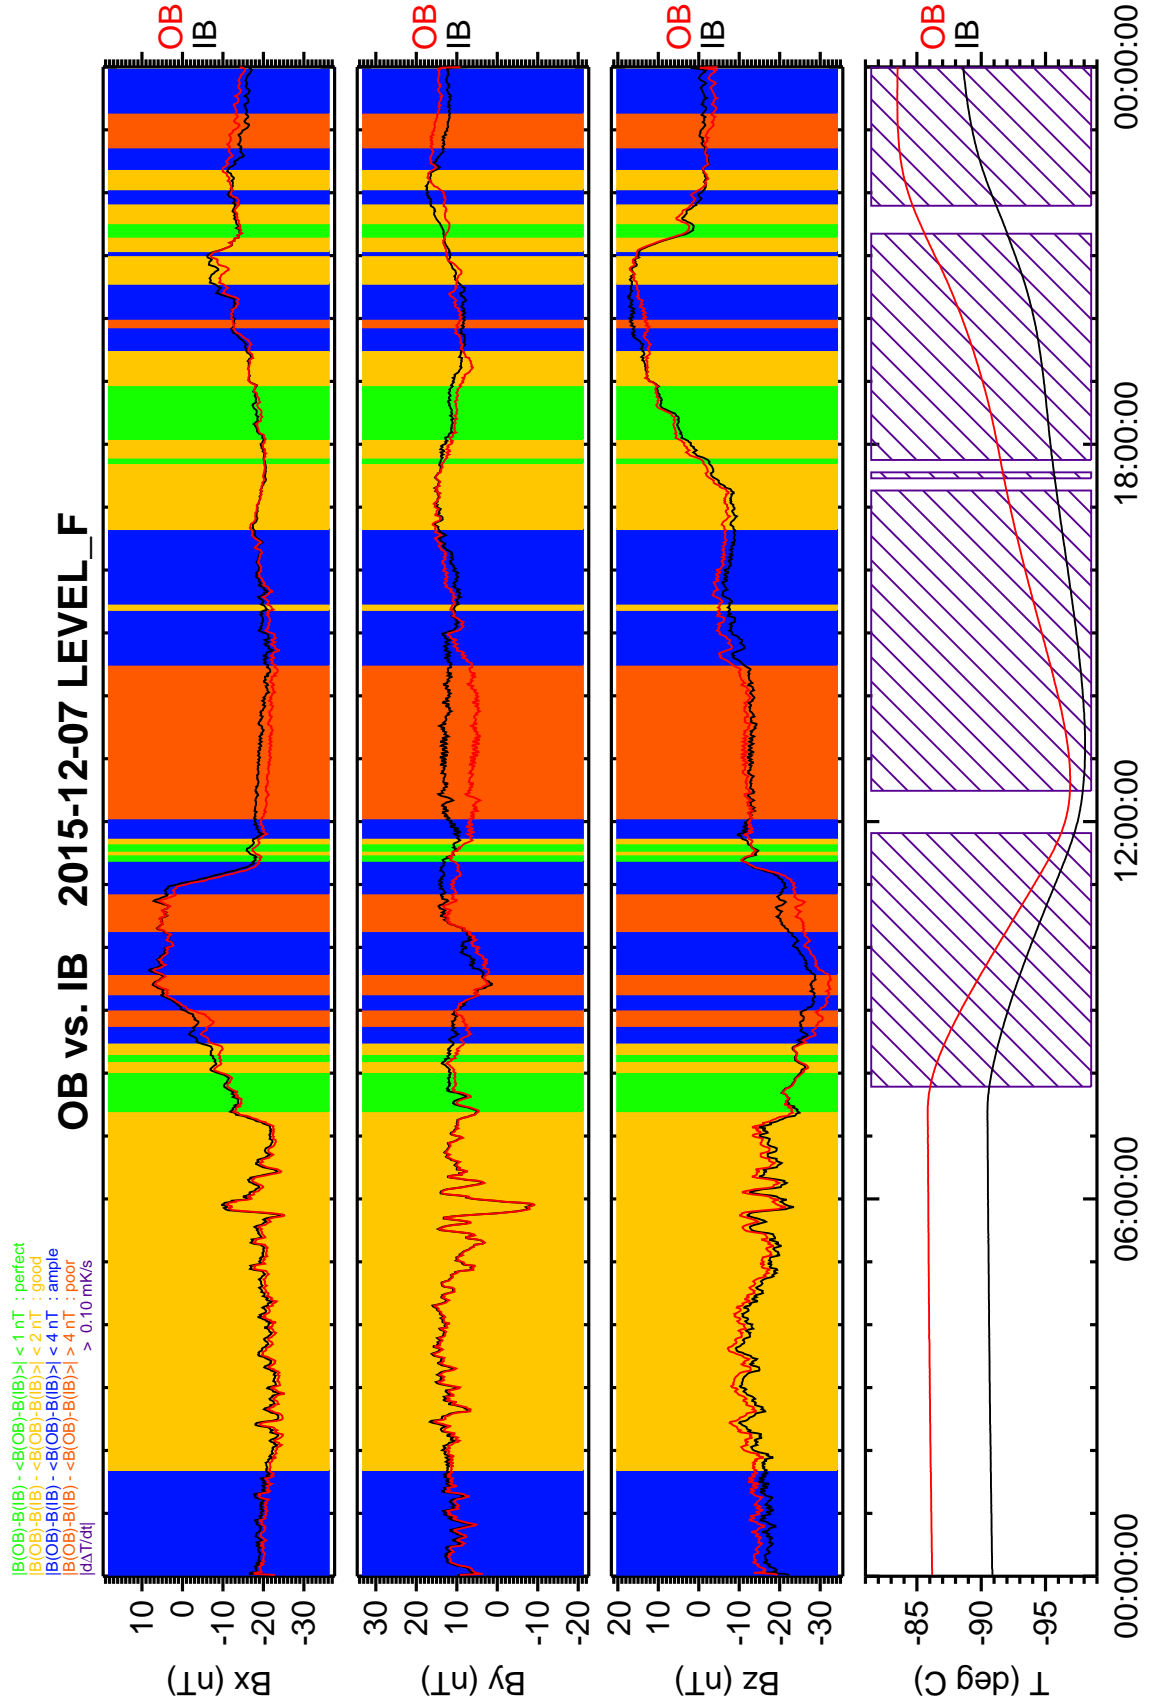 OB vs. IB 2015-12-07 LEVEL_F
|B(OB)-B(IB) - <B(OB)-B(IB)>| < 1 nT : perfect
|B(OB)-B(IB) - <B(OB)-B(IB)>| < 2 nT : good
|B(OB)-B(IB) - <B(OB)-B(IB)>| < 4 nT : ample
|B(OB)-B(IB) - <B(OB)-B(IB)>| > 4 nT : poor
|dΔT/dt| > 0.10 mK/s
Bx (nT)
10
0
-10
-20
-30
OB
IB
By (nT)
30
20
10
0
-10
-20
OB
IB
Bz (nT)
20
10
0
-10
-20
-30
OB
IB
T (deg C)
-85
-90
-95
OB
IB
00:00:00 06:00:00 12:00:00 18:00:00 00:00:00